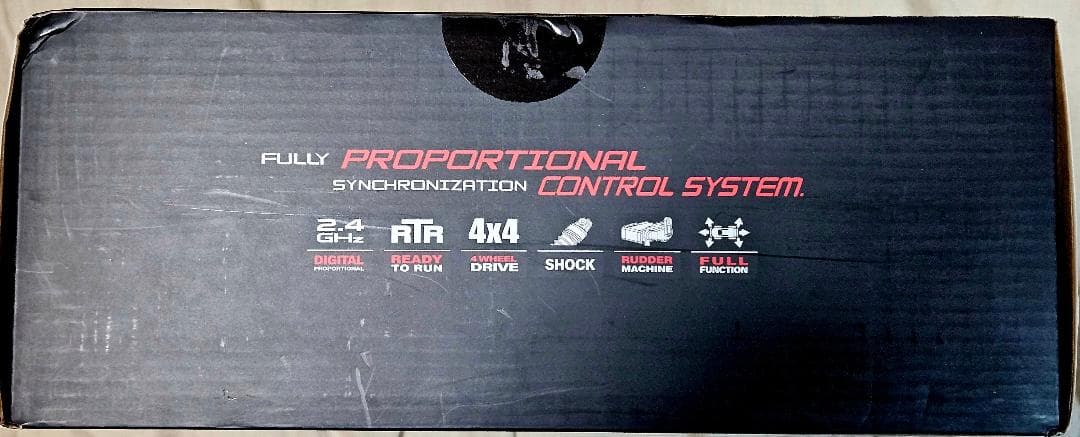 FULLY PROPORTIONAL
SYNCHRONIZATION CONTROL SYSTEM.
2.4 GHz
DIGITAL
PROPORTIONAL
RTR
READY
TO RUN
4x4
4 WHEEL
DRIVE
SHOCK
RUDDER
MACHINE
FULL
FUNCTION